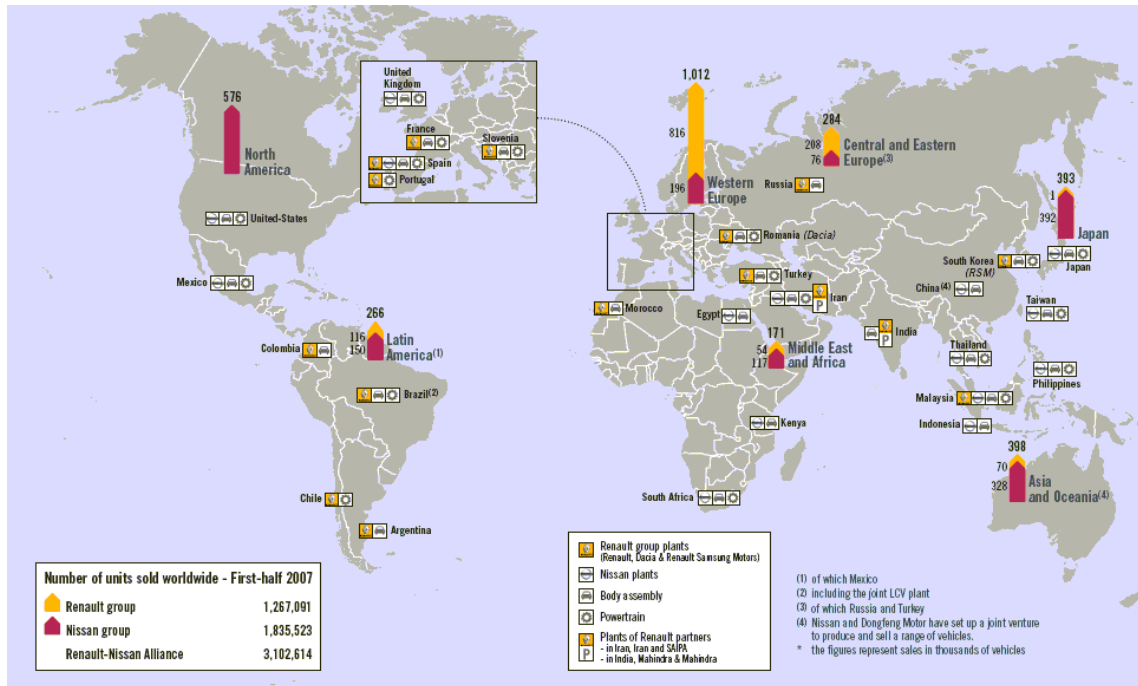 576
North
America
United-States
Mexico
United
Kingdom
France
Slovenia
Spain
Portugal
1,012
816
196
Western
Europe
284
208
76
Central and Eastern
Europe(3)
Russia
393
1
392
Japan
Japan
Romania (Dacia)
South Korea
(RSM)
Turkey
China(4)
Iran
P
Morocco
Egypt
Taiwan
India
P
Thailand
266
116
150
Latin
America(1)
Colombia
171
54
117
Middle East
and Africa
Philippines
Brazil(2)
Malaysia
Kenya
Indonesia
398
70
328
Asia
and Oceania(4)
Chile
South Africa
Argentina
Number of units sold worldwide - First-half 2007
Renault group 1,267,091
Nissan group 1,835,523
Renault-Nissan Alliance 3,102,614
Renault group plants
(Renault, Dacia & Renault Samsung Motors)
Nissan plants
Body assembly
Powertrain
Plants of Renault partners
P
- in Iran, Iran and SAIPA
- in India, Mahindra & Mahindra
(1) of which Mexico
(2) including the joint LCV plant
(3) of which Russia and Turkey
(4) Nissan and Dongfeng Motor have set up a joint venture
to produce and sell a range of vehicles.
* the figures represent sales in thousands of vehicles